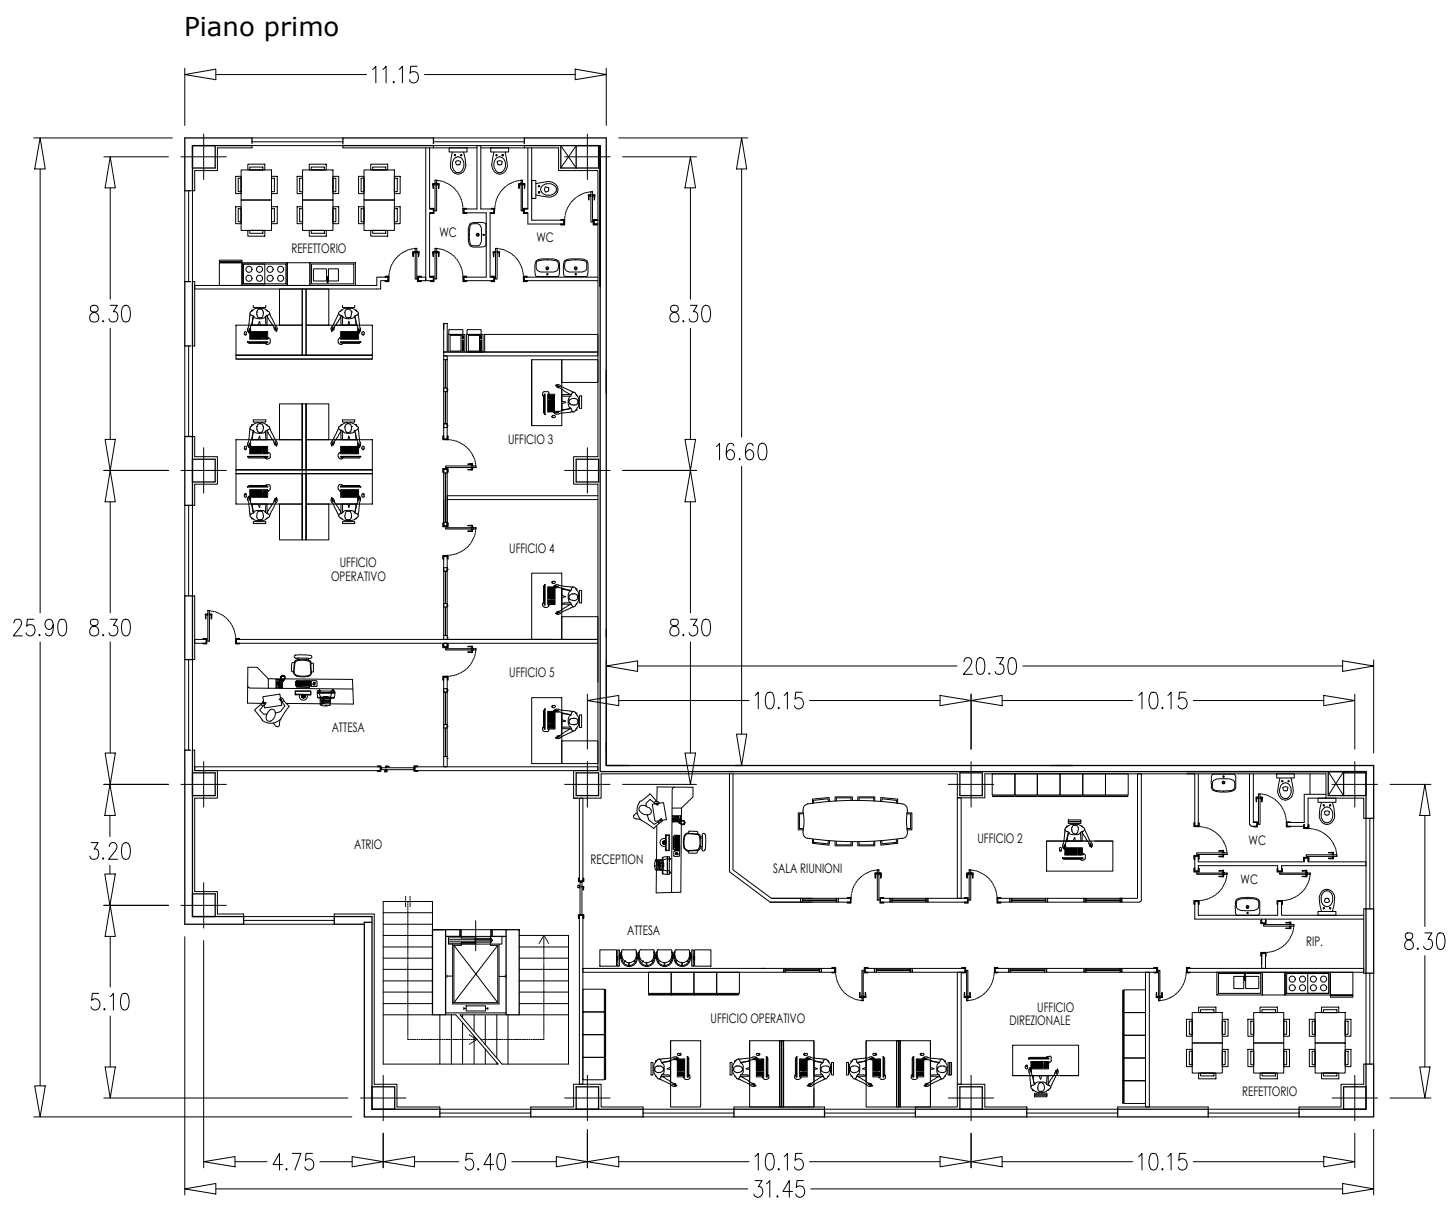 Piano primo
11.15
REFETTORIO
WC
WC
8.30
8.30
UFFICIO 3
16.60
UFFICIO 4
UFFICIO
OPERATIVO
25.90
8.30
8.30
20.30
UFFICIO 5
10.15
10.15
ATTESA
ATRIO
3.20
RECEPTION
SALA RIUNIONI
UFFICIO 2
WC
WC
ATTESA
RIP.
8.30
5.10
UFFICIO OPERATIVO
UFFICIO
DIREZIONALE
REFETTORIO
4.75
5.40
10.15
10.15
31.45